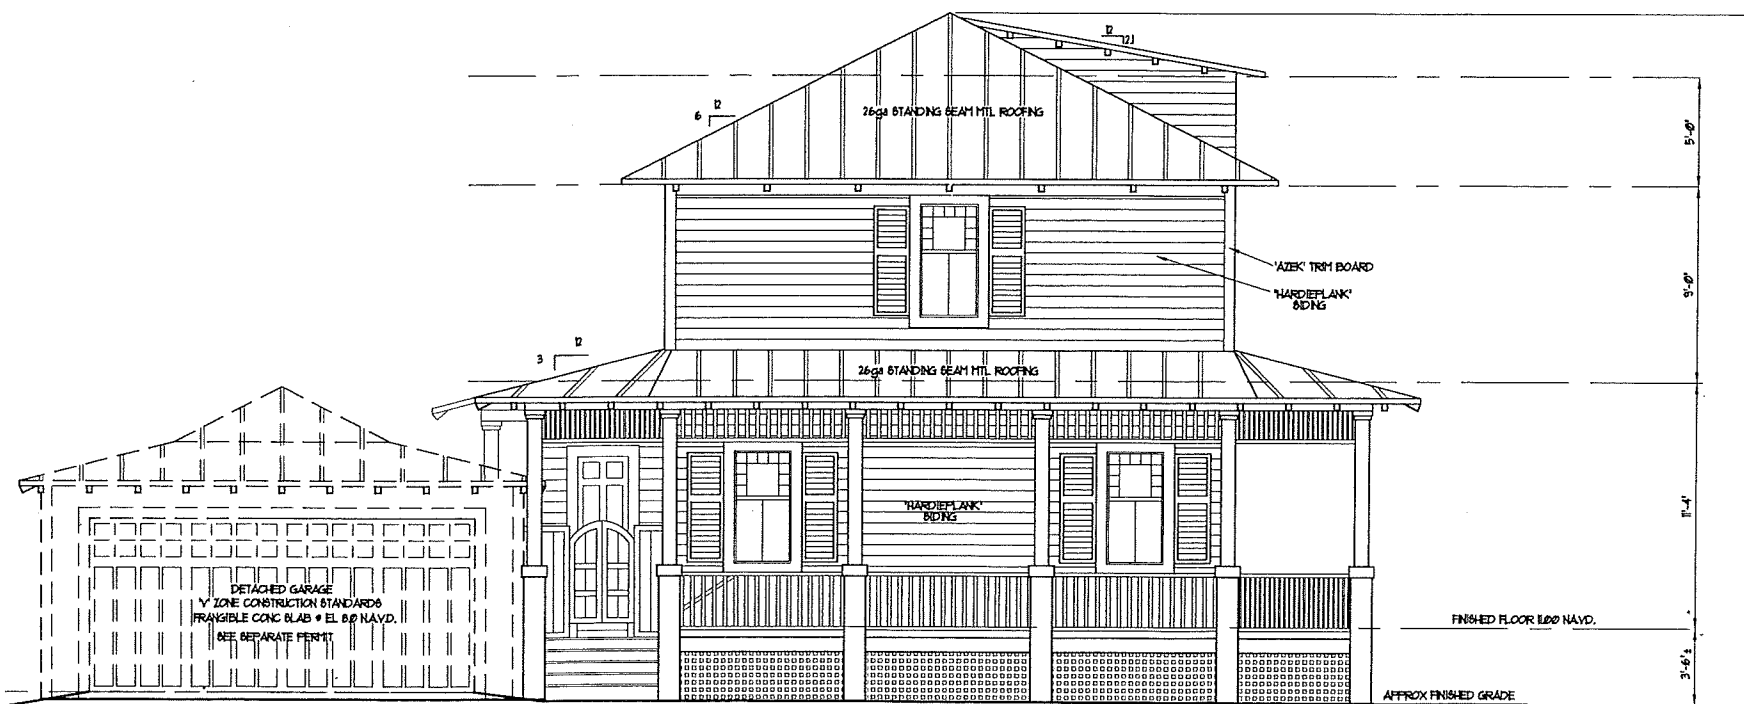 12
2.1
26ga STANDING SEAM MTL ROOFING
12
6
5'-0"
'AZEK' TRIM BOARD
'HARDIEPLANK'
SIDING
9'-0"
12
3
26ga STANDING SEAM MTL ROOFING
'HARDIEPLANK'
SIDING
11'-4"
DETACHED GARAGE
'V' ZONE CONSTRUCTION STANDARDS
FRANGIBLE CONC SLAB @ EL 8.0 N.A.V.D.
SEE SEPARATE PERMIT
FINISHED FLOOR 11.00 N.A.V.D.
3'-6" ±
APPROX FINISHED GRADE